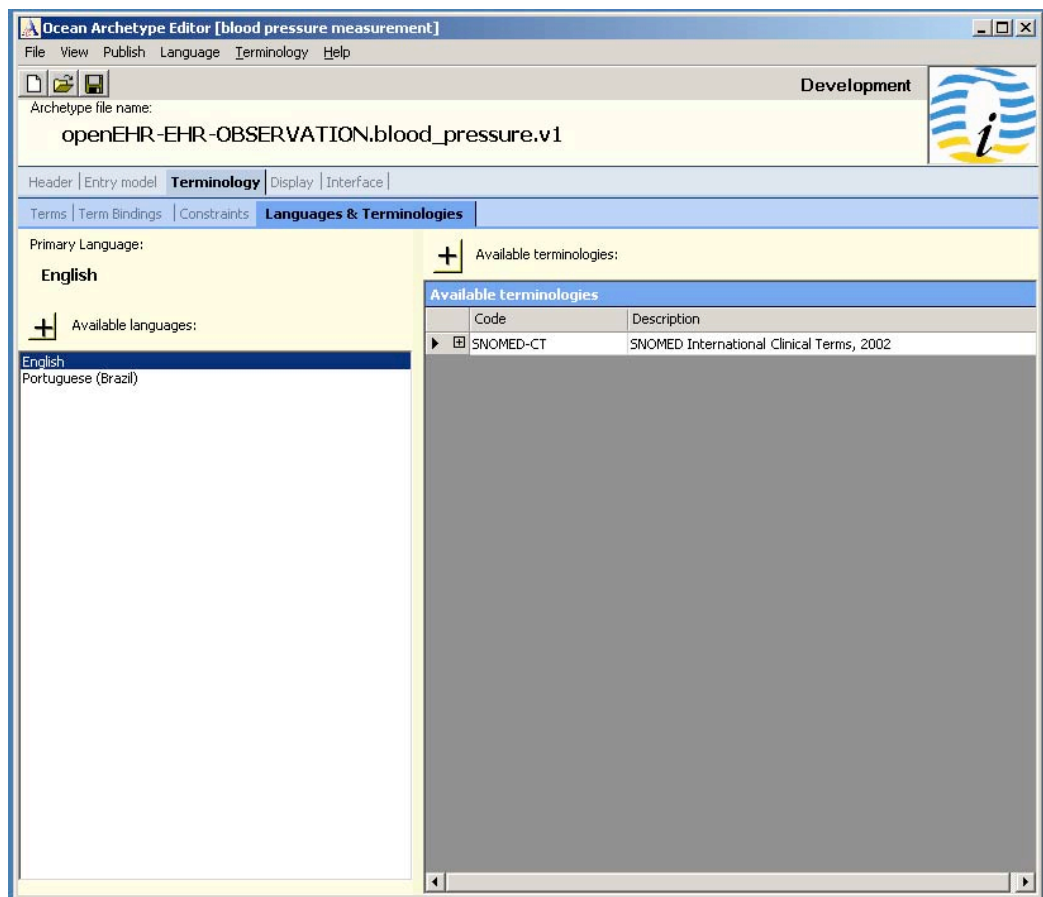 Ocean Archetype Editor [blood pressure measurement]
File View Publish Language Terminology Help
Development
Archetype file name:
openEHR-EHR-OBSERVATION.blood_pressure.v1
i
Header Entry model Terminology Display Interface
Terms Term Bindings Constraints Languages & Terminologies
Primary Language:
English
+ Available languages:
English
Portuguese (Brazil)
+ Available terminologies:
Available terminologies
Code Description
SNOMED-CT SNOMED International Clinical Terms, 2002